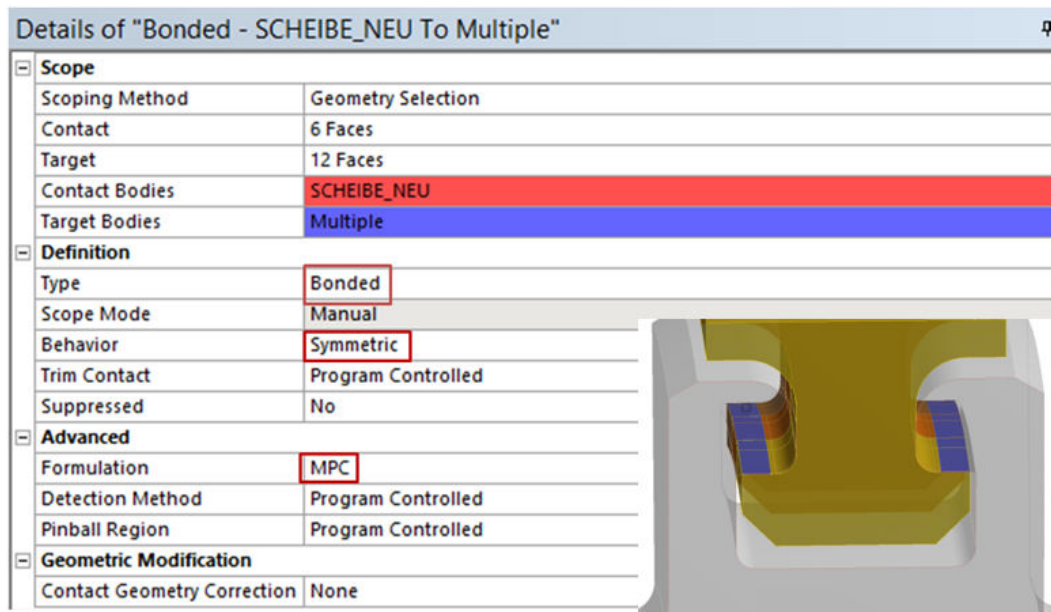 Details of "Bonded - SCHEIBE_NEU To Multiple"
Scope
Scoping Method Geometry Selection
Contact 6 Faces
Target 12 Faces
Contact Bodies SCHEIBE_NEU
Target Bodies Multiple
Definition
Type Bonded
Scope Mode Manual
Behavior Symmetric
Trim Contact Program Controlled
Suppressed No
Advanced
Formulation MPC
Detection Method Program Controlled
Pinball Region Program Controlled
Geometric Modification
Contact Geometry Correction None